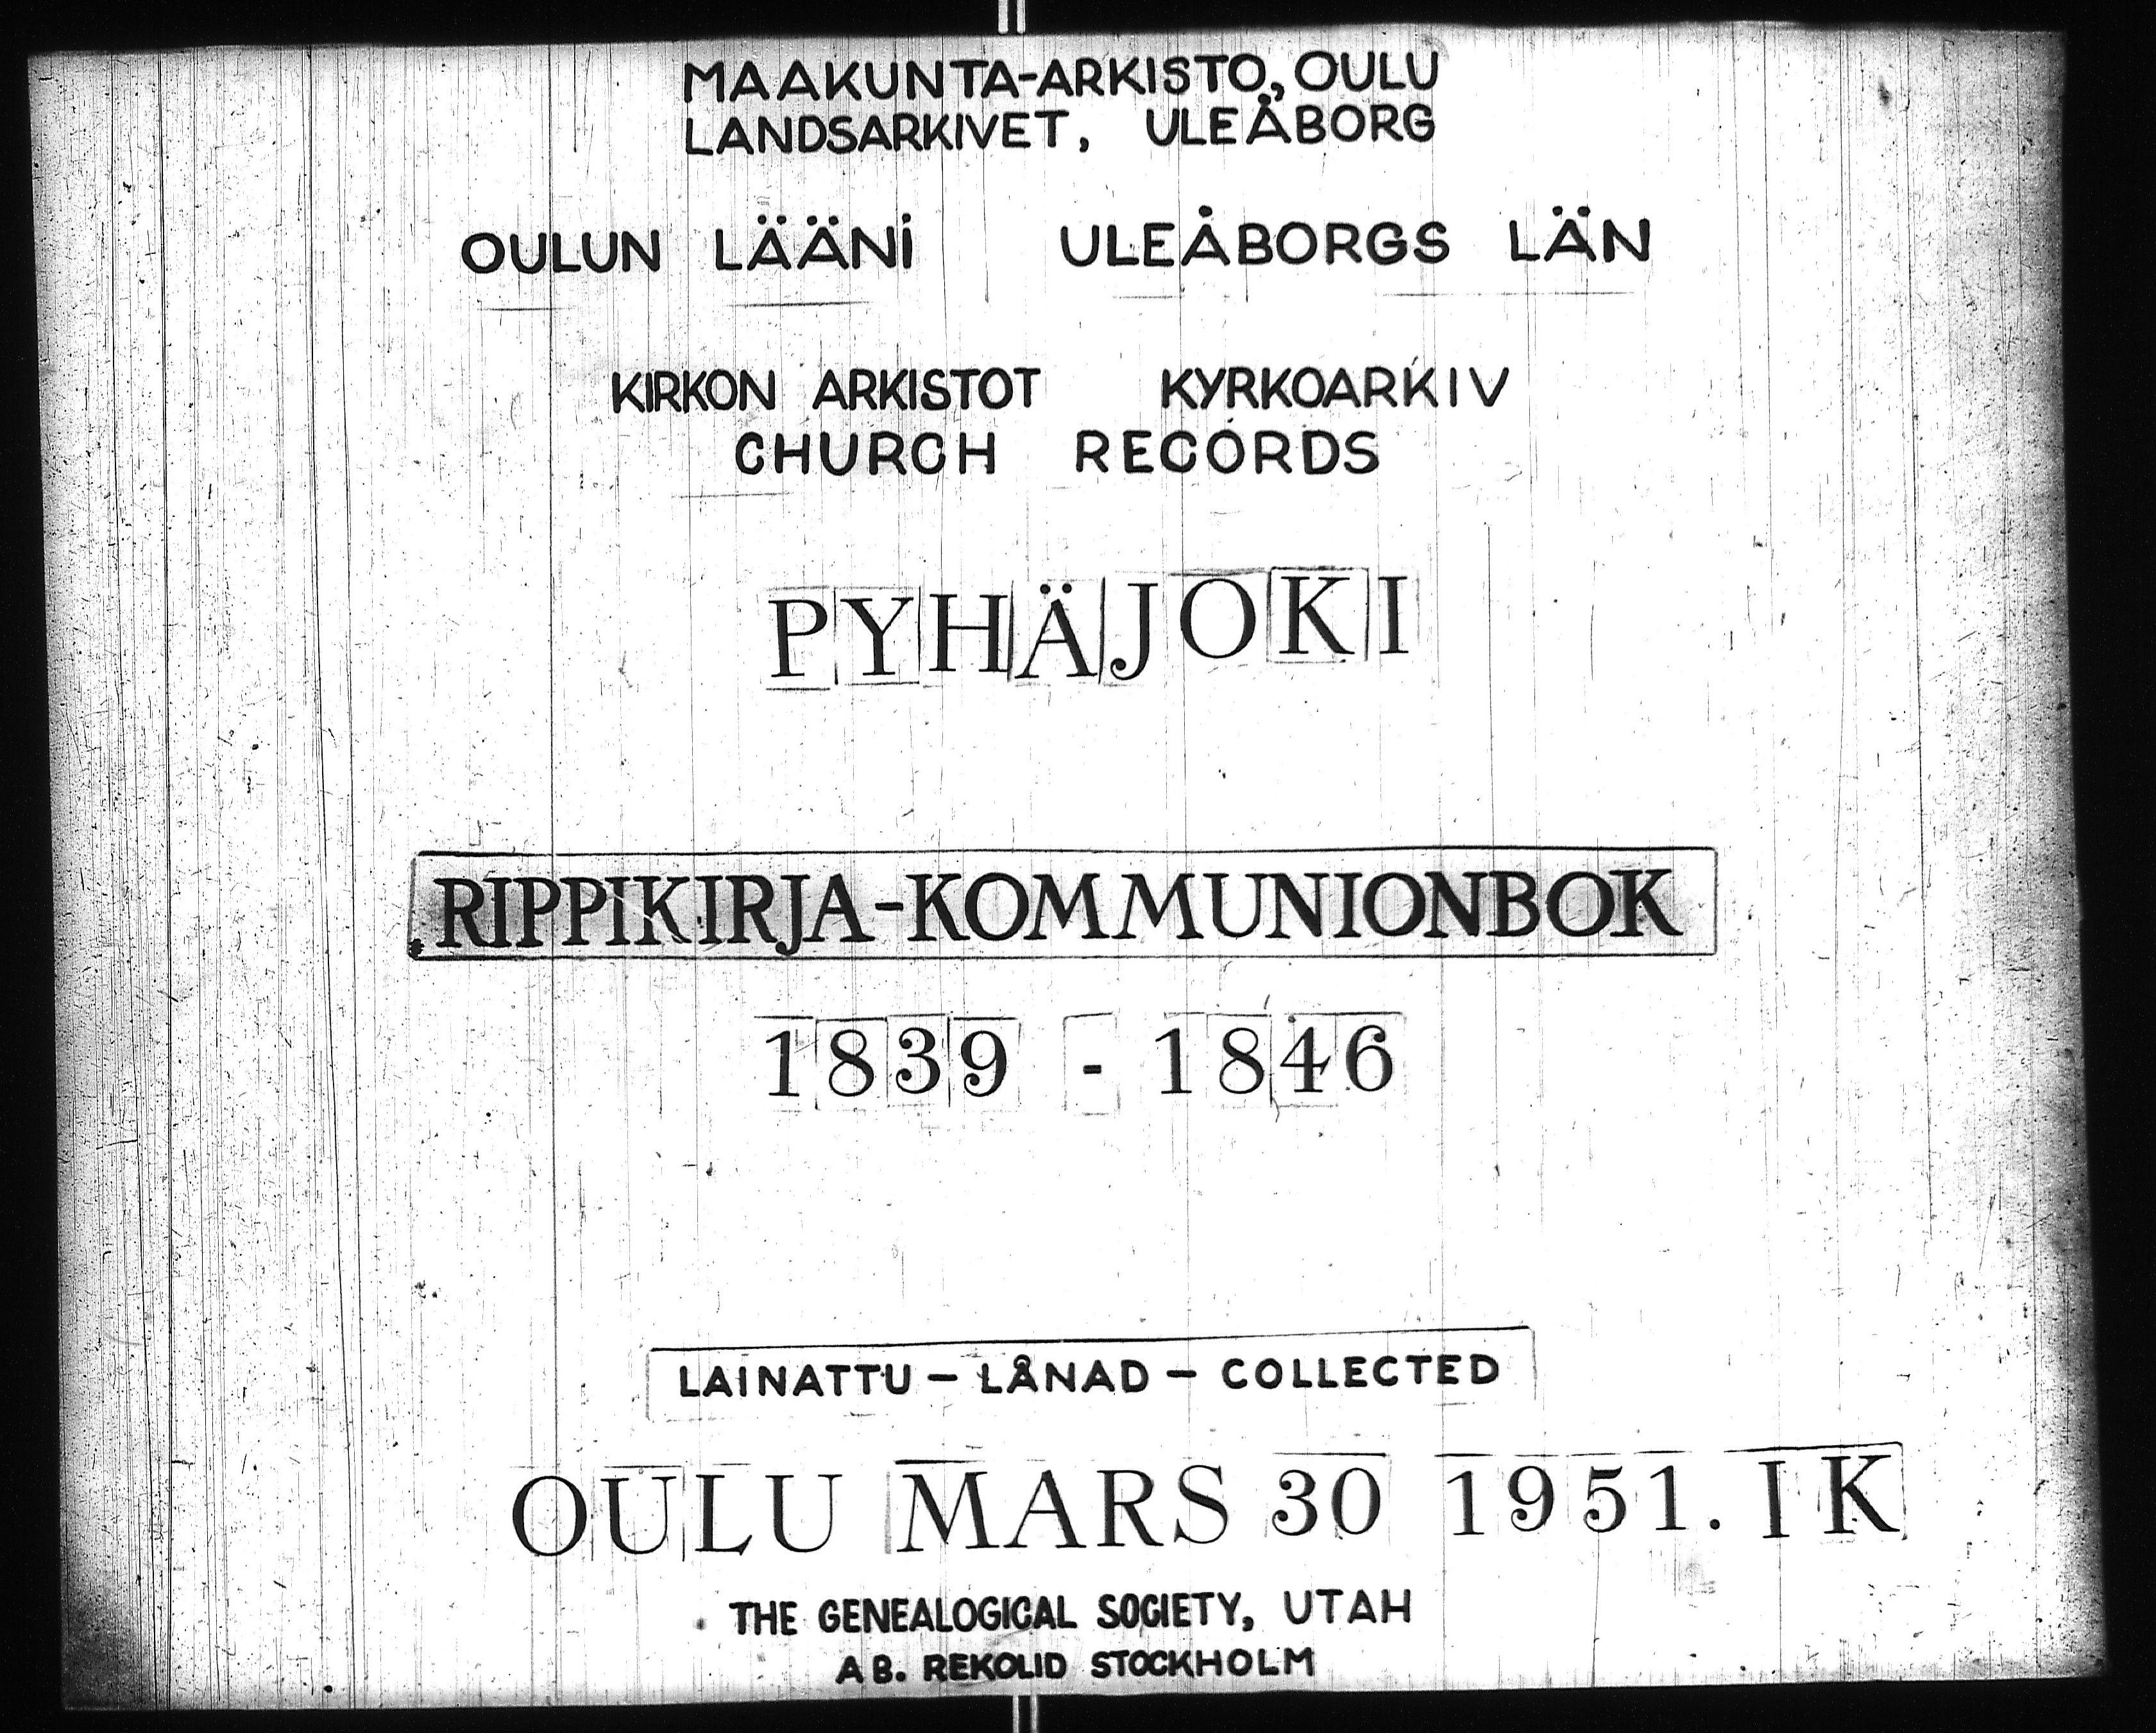 MAAKUNTA-ARKISTO, OULU
LANDSARKIVET, ULEÅBORG
OULUN LÄÄNI ULEÅBORGS LÄN
KIRKON ARKISTOT KYRKOARKIV
CHURCH RECORDS
PYHÄJOKI
RIPPIKIRJA-KOMMUNIONBOK
1839 - 1846
LAINATTU - LÅNAD - COLLECTED
OULU MARS 30 1951. IK
THE GENEALOGICAL SOCIETY, UTAH
AB. REKOLID STOCKHOLM